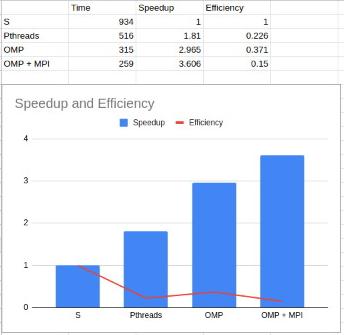 Time Speedup Efficiency
S 934 1 1
Pthreads 516 1.81 0.226
OMP 315 2.965 0.371
OMP + MPI 259 3.606 0.15
Speedup and Efficiency
Speedup Efficiency
4
3
2
1
0
S Pthreads OMP OMP + MPI